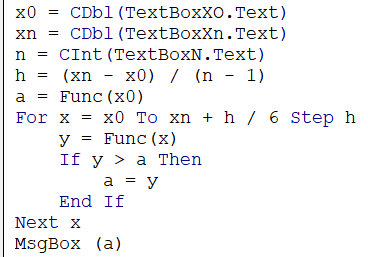 x0 = CDbl(TextBoxXO.Text)
xn = CDbl(TextBoxXn.Text)
n = CInt(TextBoxN.Text)
h = (xn - x0) / (n - 1)
a = Func(x0)
For x = x0 To xn + h / 6 Step h
y = Func(x)
If y > a Then
a = y
End If
Next x
MsgBox (a)